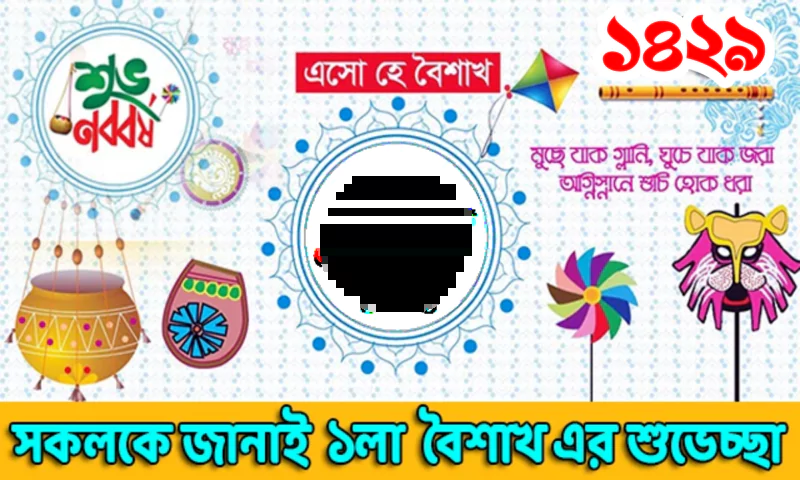 শুভ
নববর্ষ
এসো হে বৈশাখ
১৪২৯
মুছে যাক গ্লানি, ঘুচে যাক জরা
অগ্নিস্নানে শুচি হোক ধরা
সকলকে জানাই ১লা বৈশাখ এর শুভেচ্ছা